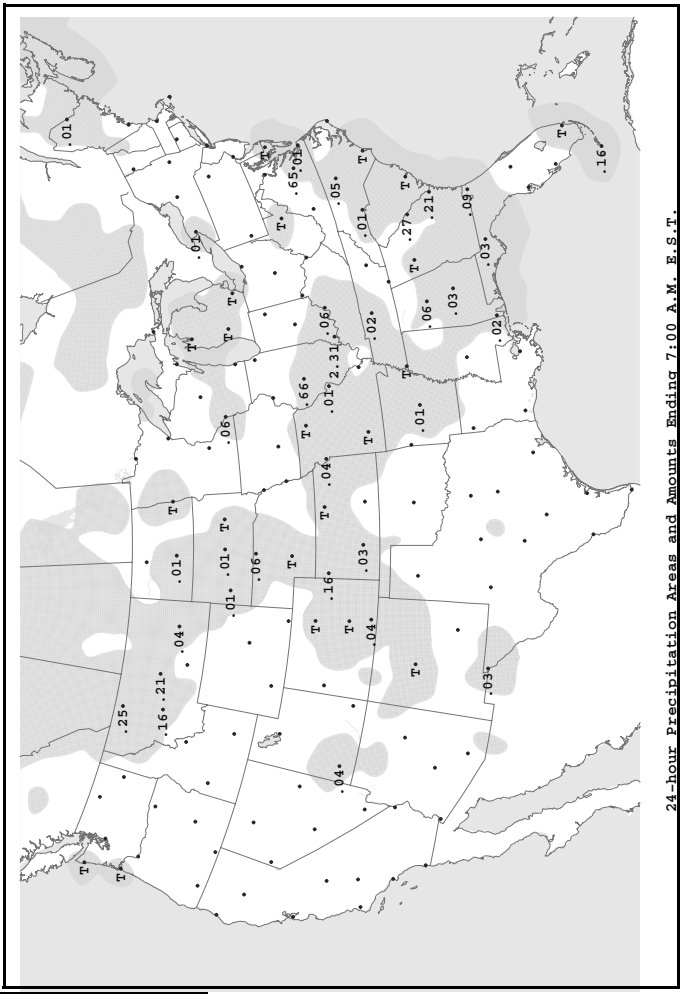 .01
T
T
.25
.16 .21
T
.04 .01
T
.01
.01 .01 T .06 T T
.06
T
T
T .65 .01
T .66
T T .04 .06
.16 .01 2.31 .05
.04 T
.03 .01 T
.04 T .02
T .27 T
T T
.01 .06 .21
.03
.09
.03 .03
.02
T
.16
24-hour Precipitation Areas and Amounts Ending 7:00 A.M. E.S.T.